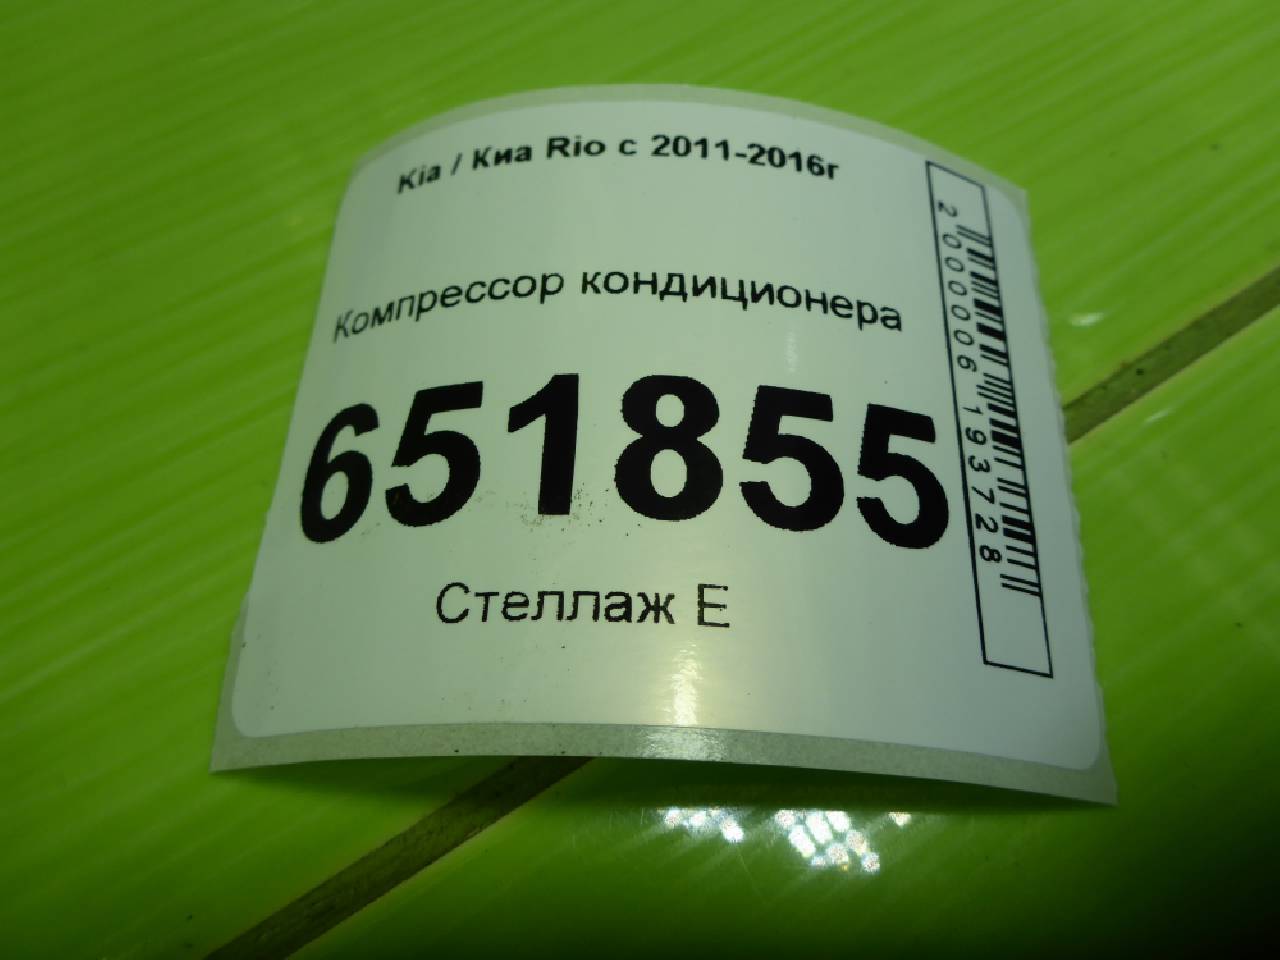 Kia / Киа Rio с 2011-2016г
Компрессор кондиционера
651855
Стеллаж Е
2000006193728